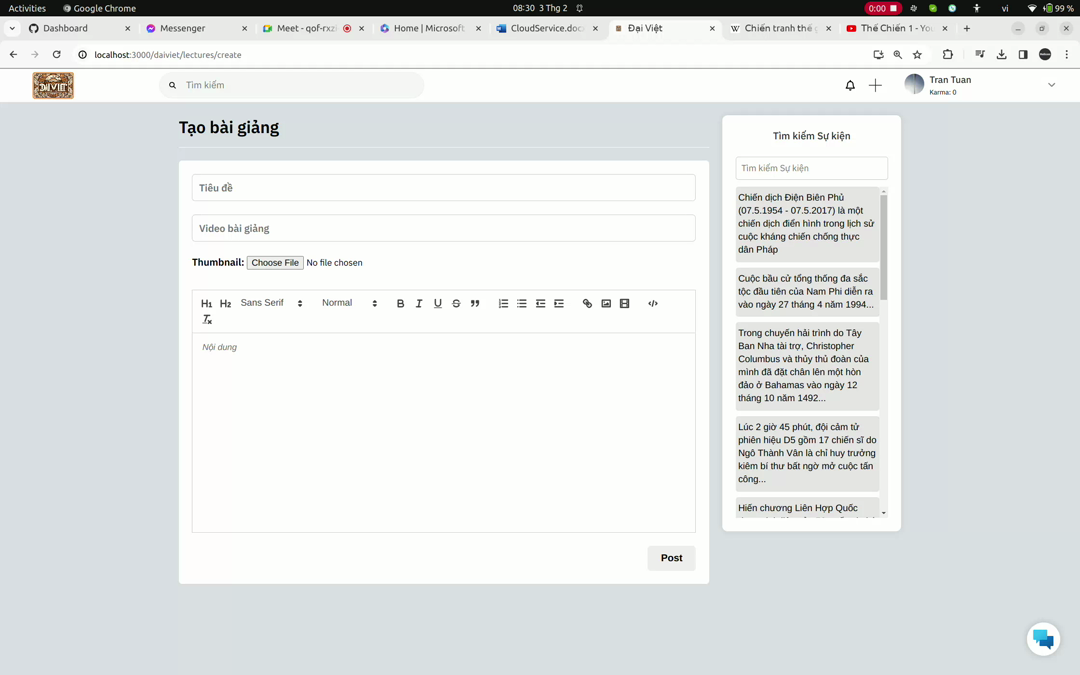 Activities
Google Chrome
08:30 3 Thg 2
0:00
vi
99 %
Dashboard
Messenger
Meet - qof-rxz
Home | Microsoft
CloudService.doc
Đại Việt
Chiến tranh thế g
Thế Chiến 1 - You
localhost:3000/daiviet/lectures/create
ĐẠIVIỆT
Tìm kiếm
Tran Tuan
Karma: 0
Tạo bài giảng
Tiêu đề
Video bài giảng
Thumbnail: Choose File No file chosen
H1 H2 Sans Serif Normal B I U S
Nội dung
Post
Tìm kiếm Sự kiện
Tìm kiếm Sự kiện
Chiến dịch Điện Biên Phủ
(07.5.1954 - 07.5.2017) là một
chiến dịch điển hình trong lịch sử
cuộc kháng chiến chống thực
dân Pháp
Cuộc bầu cử tổng thống đa sắc
tộc đầu tiên của Nam Phi diễn ra
vào ngày 27 tháng 4 năm 1994...
Trong chuyến hải trình do Tây
Ban Nha tài trợ, Christopher
Columbus và thủy thủ đoàn của
mình đã đặt chân lên một hòn
đảo ở Bahamas vào ngày 12
tháng 10 năm 1492...
Lúc 2 giờ 45 phút, đội cảm tử
phiên hiệu D5 gồm 17 chiến sĩ do
Ngô Thành Vân là chỉ huy trưởng
kiêm bí thư bất ngờ mở cuộc tấn
công...
Hiến chương Liên Hợp Quốc